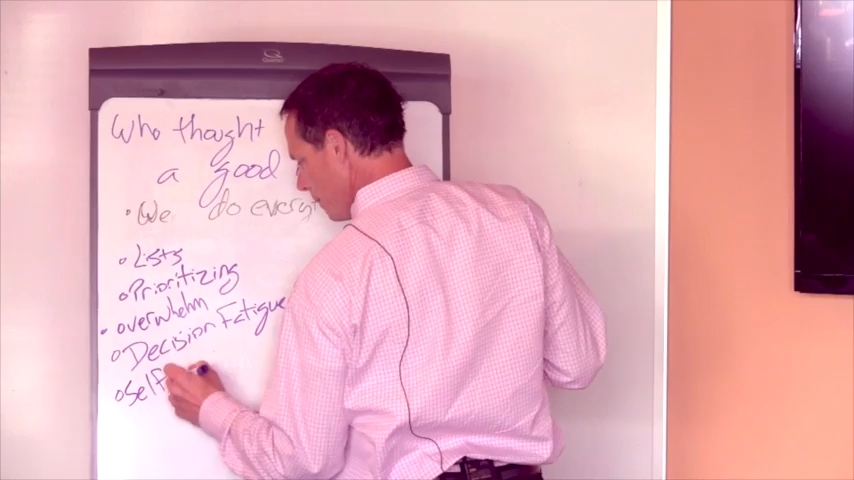 Who thought
a good
• We do everyt
• Lists
• Prioritizing
• overwhelm
• Decision Fatigue
• Self